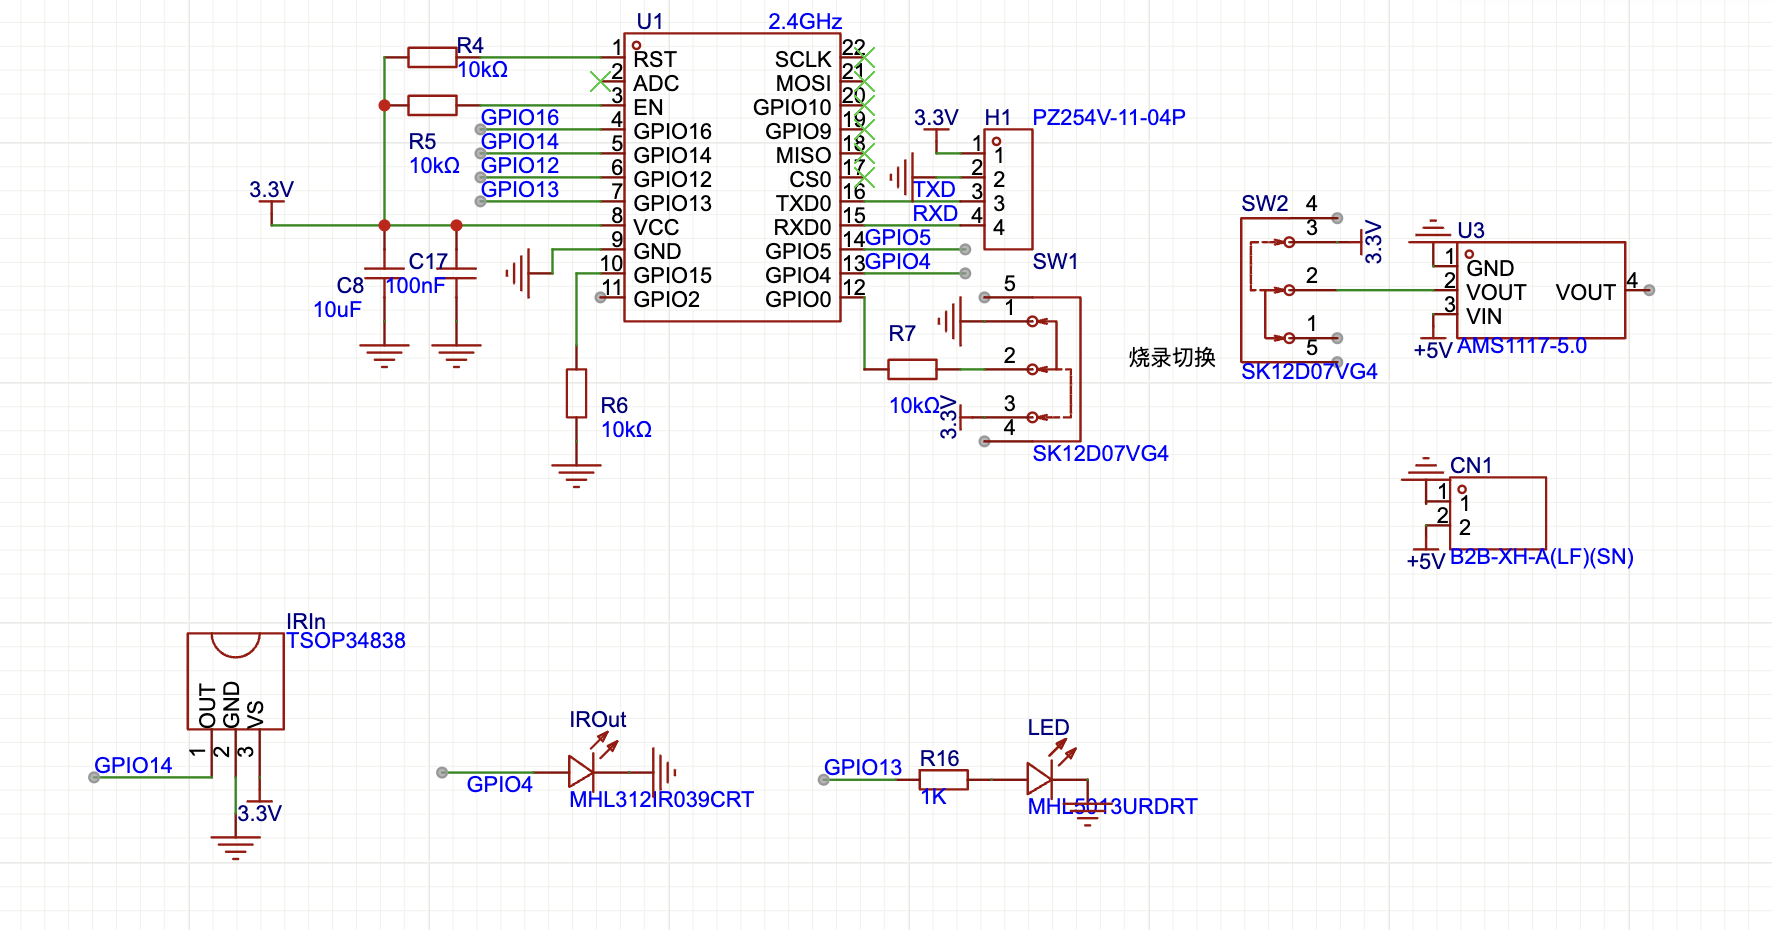 U1 2.4GHz
R4
10kΩ
R5
10kΩ
1 RST
2 ADC
3 EN
GPIO16 4 GPIO16
GPIO14 5 GPIO14
GPIO12 6 GPIO12
GPIO13 7 GPIO13
3.3V 8 VCC
9 GND
10 GPIO15
11 GPIO2
SCLK 22
MOSI 21
GPIO10 20
GPIO9 19
MISO 18
CS0 17
TXD0 16 TXD
RXD0 15 RXD
GPIO5 14 GPIO5
GPIO4 13 GPIO4
GPIO0 12
C8
10uF
C17
100nF
R6
10kΩ
3.3V H1 PZ254V-11-04P
1 1
2 2
3 3
4 4
SW1
5
1
2
3
4
R7
10kΩ
3.3V
SK12D07VG4
烧录切换
SW2 4
3 3.3V
2
1
5
SK12D07VG4
U3
1 GND
2 VOUT VOUT 4
3 VIN
+5V AMS1117-5.0
CN1
1 1
2 2
+5V B2B-XH-A(LF)(SN)
IRIn
TSOP34838
OUT GND VS
1 2 3
GPIO14
3.3V
IROut
GPIO4
MHL312IR039CRT
LED
GPIO13 R16
1K
MHL5013URDRT